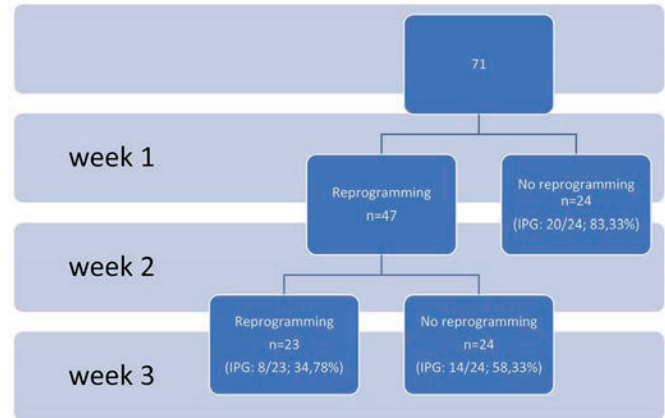 71
week 1
Reprogramming
n=47
No reprogramming
n=24
(IPG: 20/24; 83,33%)
week 2
Reprogramming
n=23
(IPG: 8/23; 34,78%)
No reprogramming
n=24
(IPG: 14/24; 58,33%)
week 3